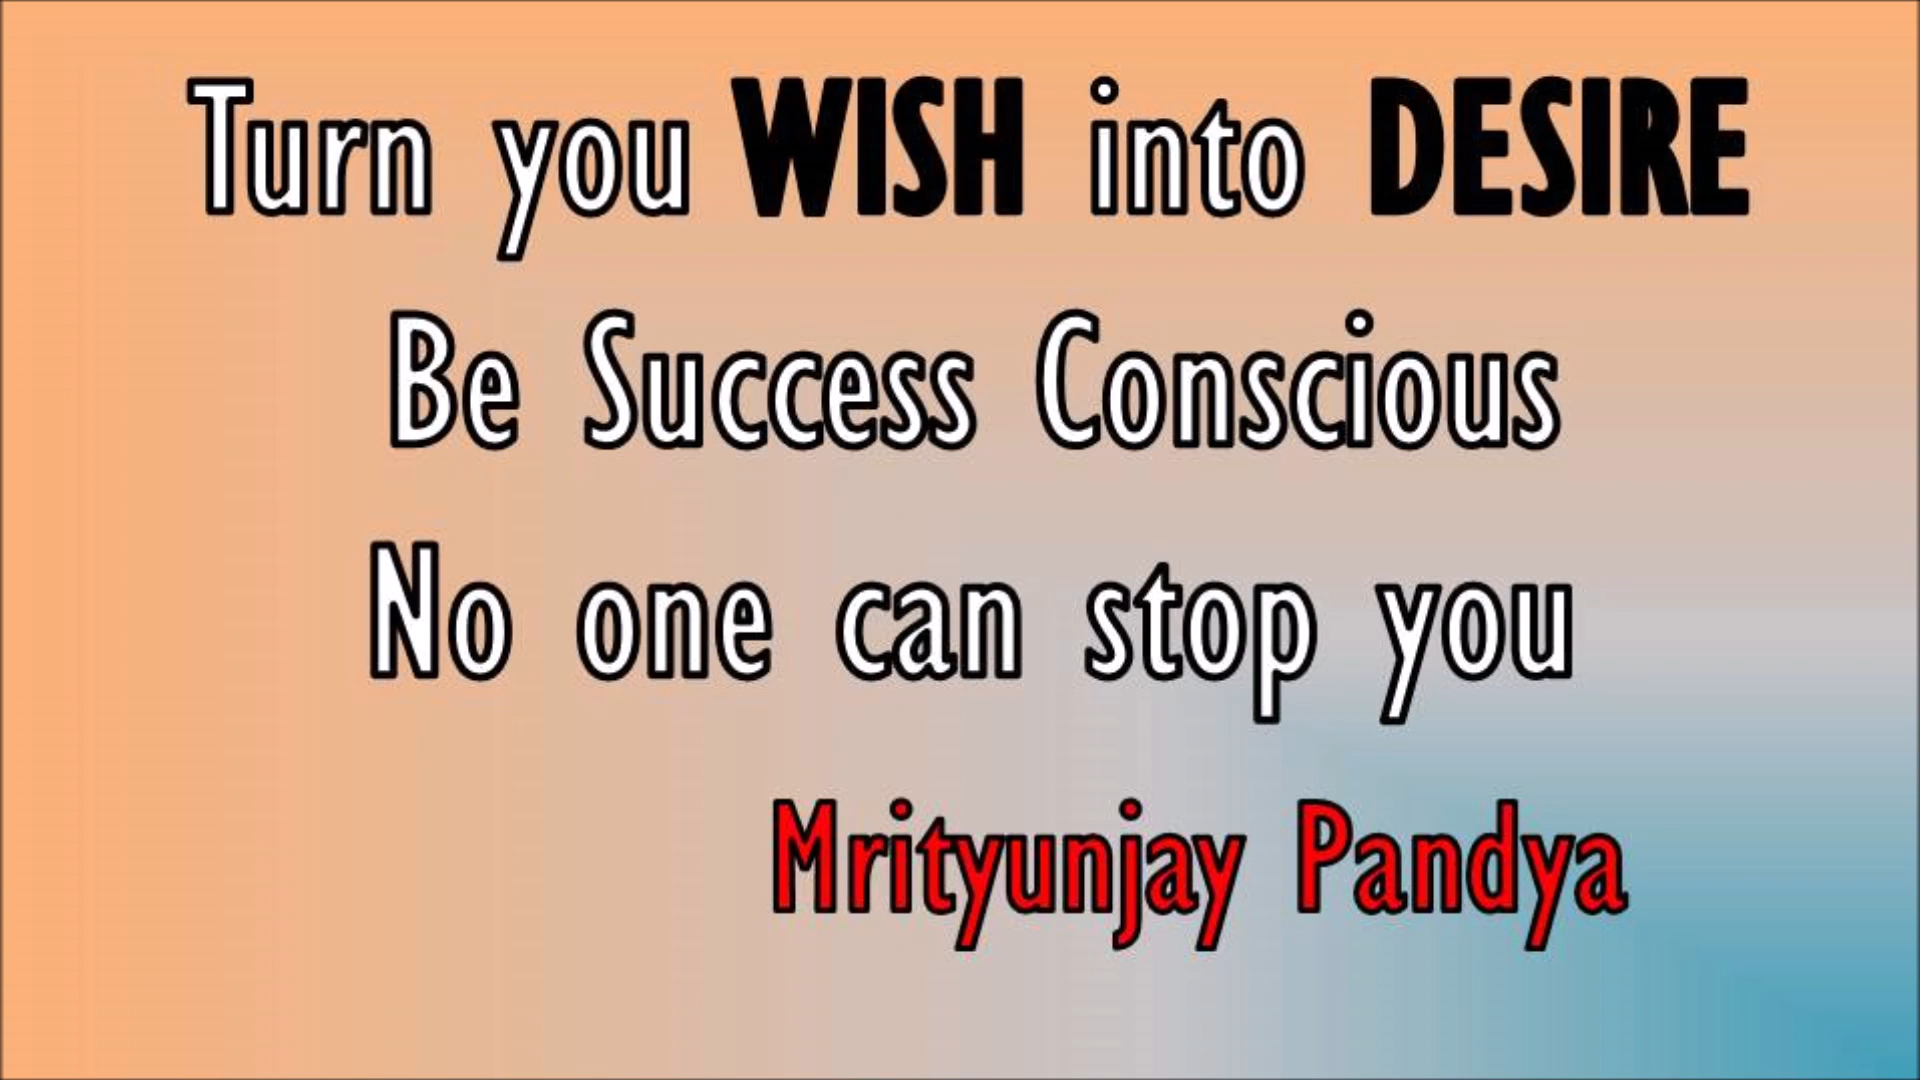 Turn you WISH into DESIRE
Be Success Conscious
No one can stop you
Mrityunjay Pandya